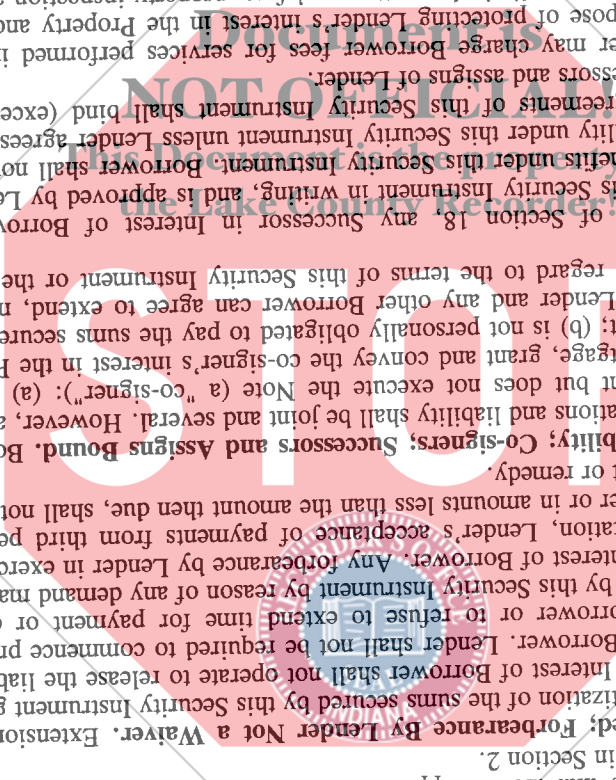 in Section 2.
ed; Forbearance By Lender Not a Waiver. Extension
ization of the sums secured by this Security Instrument g
Interest of Borrower shall not operate to release the liab
Borrower. Lender shall not be required to commence pr
orrower or to refuse to extend time for payment or
by this Security Instrument by reason of any demand ma
nterest of Borrower. Any forbearance by Lender in exerc
ration, Lender's acceptance of payments from third pe
er or in amounts less than the amount then due, shall not
t or remedy.
bility; Co-signers; Successors and Assigns Bound. Bo
ations and liability shall be joint and several. However, a
nt but does not execute the Note (a "co-signer"): (a)
tgage, grant and convey the co-signer's interest in the P
t; (b) is not personally obligated to pay the sums secure
Lender and any other Borrower can agree to extend, m
regard to the terms of this Security Instrument or the
of Section 18, any Successor in Interest of Borrow
is Security Instrument in writing, and is approved by Le
nefits under this Security Instrument. Borrower shall no
ity under this Security Instrument unless Lender agrees
reements of this Security Instrument shall bind (exce
essors and assigns of Lender.
er may charge Borrower fees for services performed i
pose of protecting Lender's interest in the Property and
Document is
NOT OFFICIAL!
This Document is the property
the Lake County Recorder!
STO
INDIANA